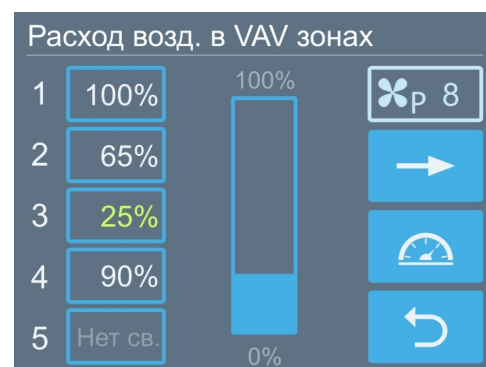 Расход возд. в VAV зонах
1 100% 100% P 8
2 65%
3 25%
4 90%
5 Нет св. 0%